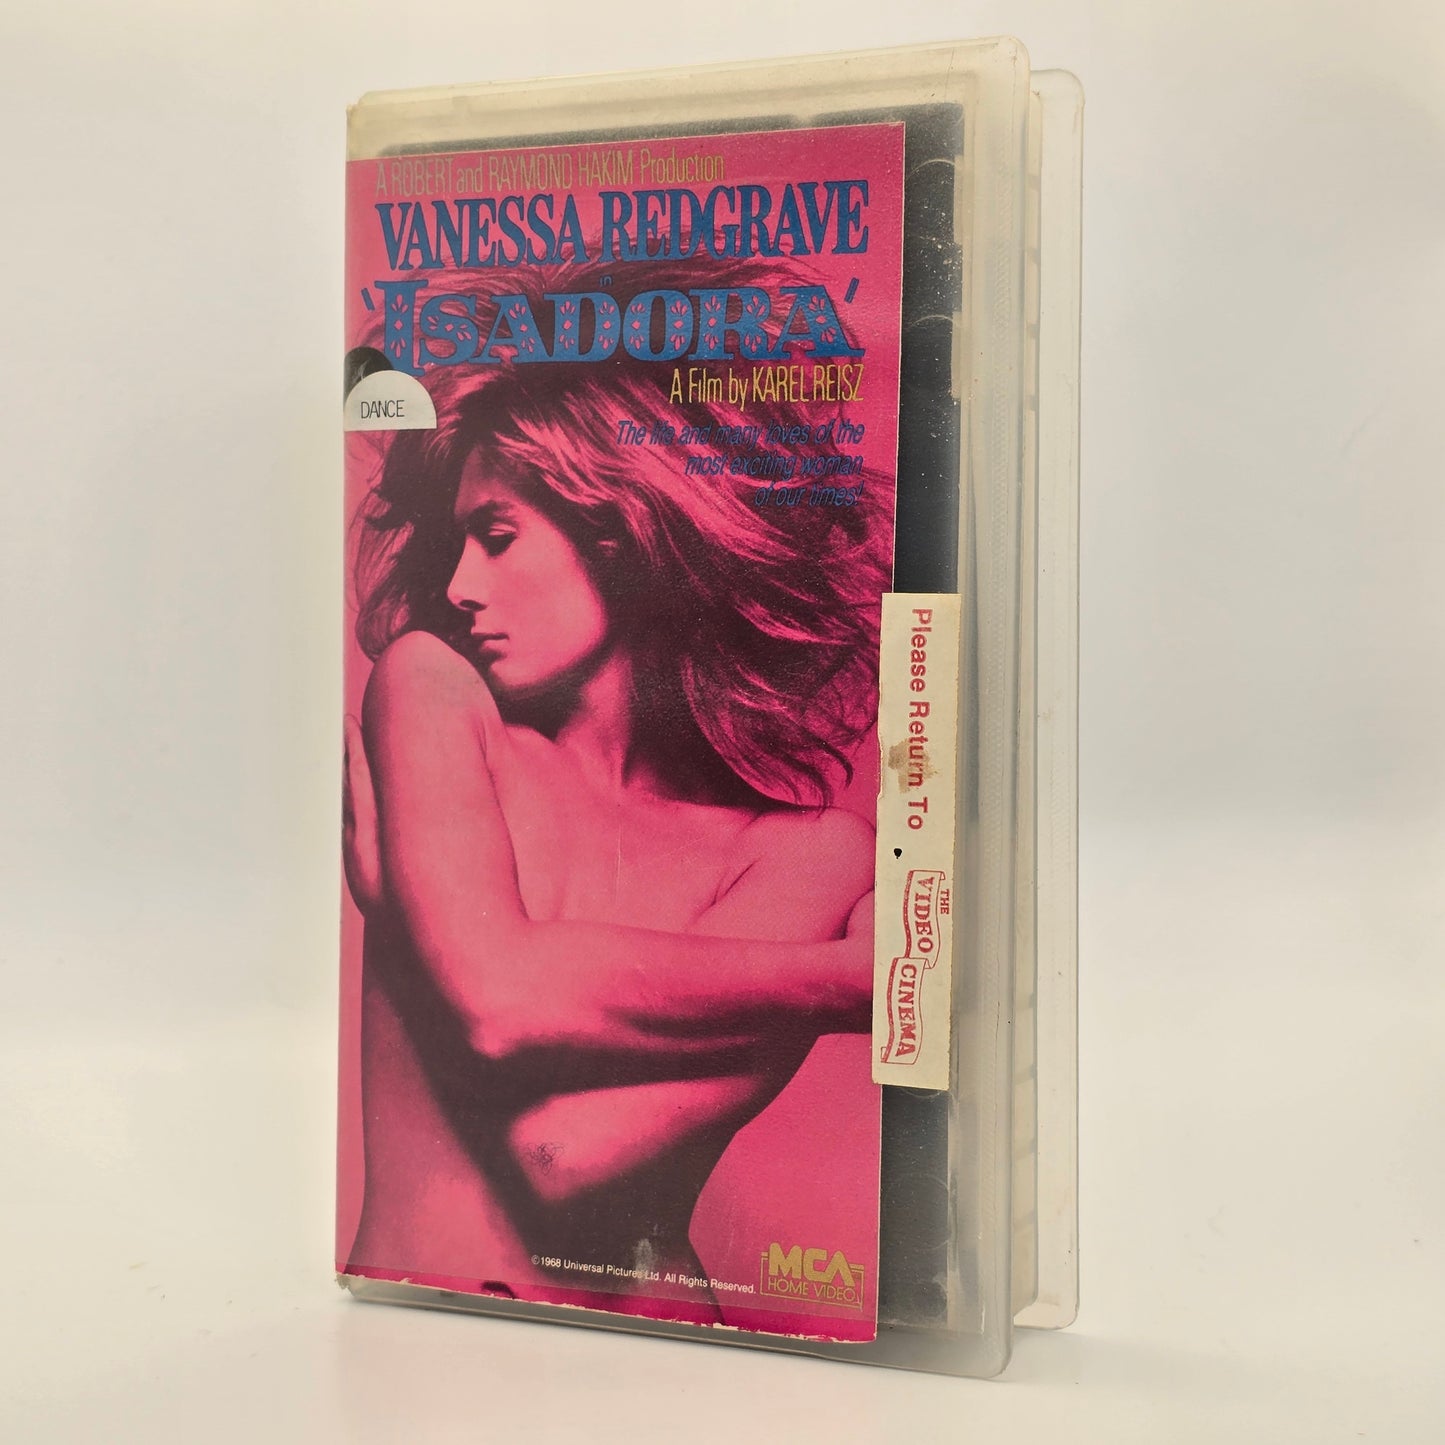 A ROBERT and RAYMOND HAKIM Production
VANESSA REDGRAVE
in
'ISADORA'
A Film by KAREL REISZ
DANCE
The life and many loves of the
most exciting woman
of our times!
Please Return To
THE
VIDEO
CINEMA
©1968 Universal Pictures Ltd. All Rights Reserved.
MCA
HOME VIDEO